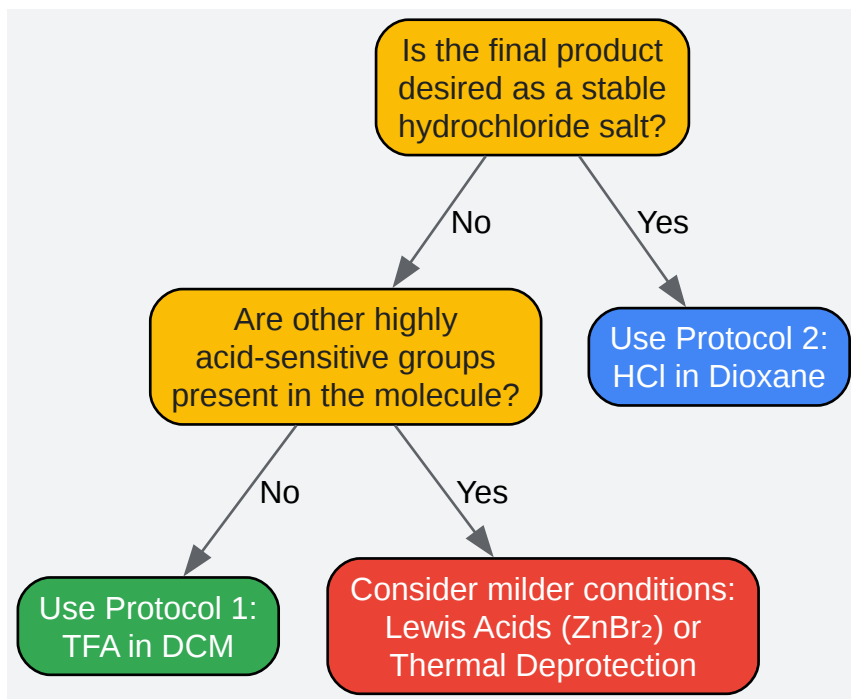 Is the final product
desired as a stable
hydrochloride salt?
No
Yes
Are other highly
acid-sensitive groups
present in the molecule?
Use Protocol 2:
HCl in Dioxane
No
Yes
Use Protocol 1:
TFA in DCM
Consider milder conditions:
Lewis Acids (ZnBr₂) or
Thermal Deprotection